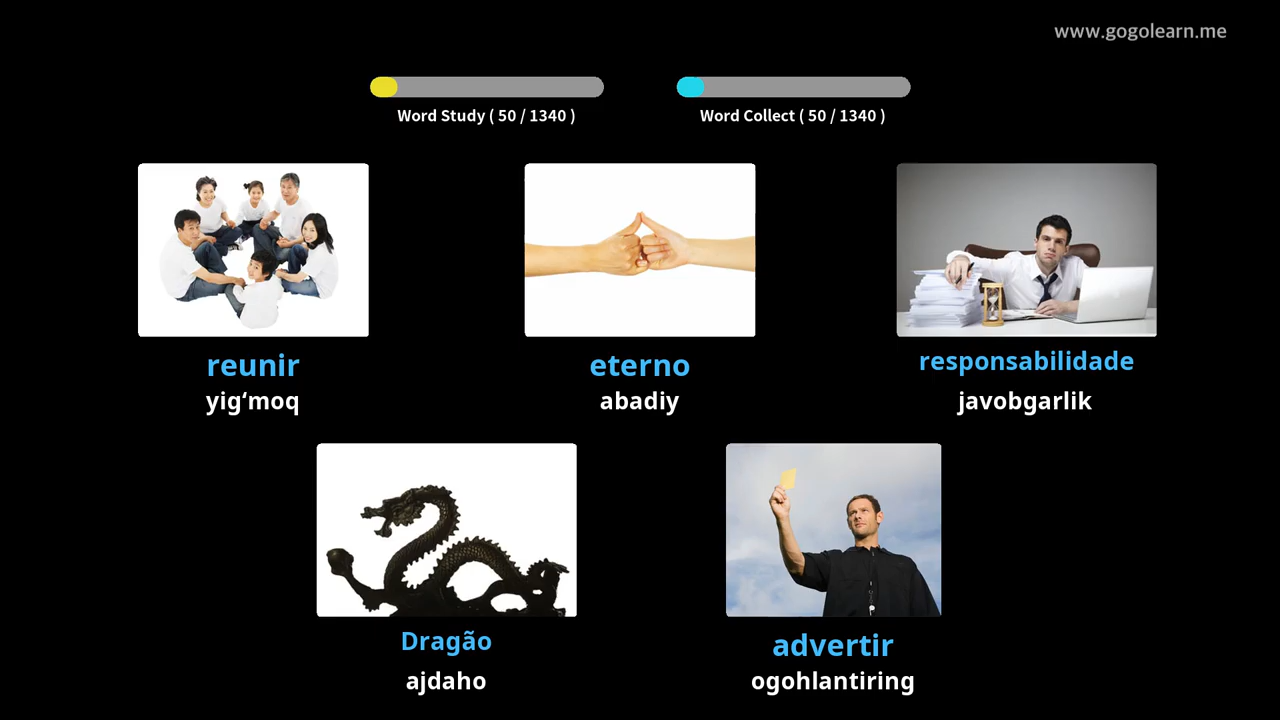 www.gogolearn.me
Word Study ( 50 / 1340 )
Word Collect ( 50 / 1340 )
reunir
yig‘moq
eterno
abadiy
responsabilidade
javobgarlik
Dragão
ajdaho
advertir
ogohlantiring